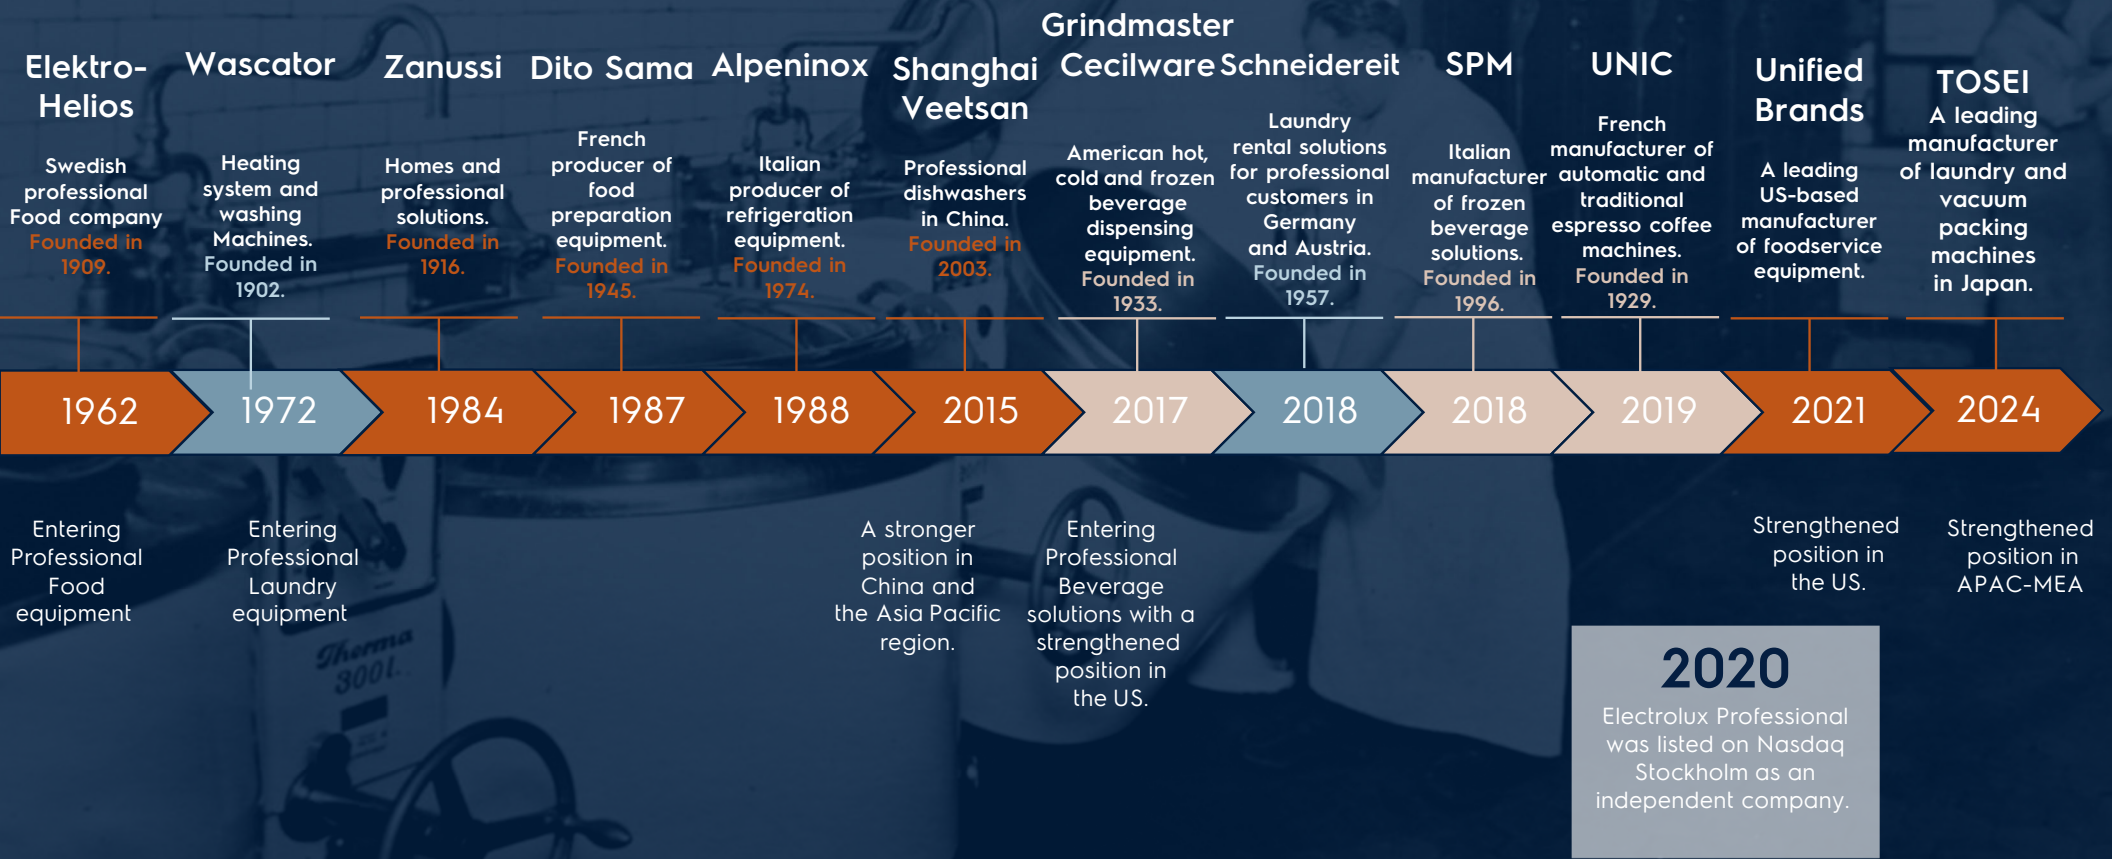 Elektro-
Helios
Swedish
professional
Food company
Founded in
1909.
Wascator
Heating
system and
washing
Machines.
Founded in
1902.
Zanussi
Homes and
professional
solutions.
Founded in
1916.
Dito Sama
French
producer of
food
preparation
equipment.
Founded in
1945.
Alpeninox
Italian
producer of
refrigeration
equipment.
Founded in
1974.
Shanghai
Veetsan
Professional
dishwashers
in China.
Founded in
2003.
Grindmaster
Cecilware
American hot,
cold and frozen
beverage
dispensing
equipment.
Founded in
1933.
Schneidereit
Laundry
rental solutions
for professional
customers in
Germany
and Austria.
Founded in
1957.
SPM
Italian
manufacturer
of frozen
beverage
solutions.
Founded in
1996.
UNIC
French
manufacturer of
automatic and
traditional
espresso coffee
machines.
Founded in
1929.
Unified
Brands
A leading
US-based
manufacturer
of foodservice
equipment.
TOSEI
A leading
manufacturer
of laundry and
vacuum
packing
machines
in Japan.
1962
1972
1984
1987
1988
2015
2017
2018
2018
2019
2021
2024
Entering
Professional
Food
equipment
Entering
Professional
Laundry
equipment
A stronger
position in
China and
the Asia Pacific
region.
Entering
Professional
Beverage
solutions with a
strengthened
position in
the US.
Strengthened
position in
the US.
Strengthened
position in
APAC-MEA
Therma
300l.
2020
Electrolux Professional
was listed on Nasdaq
Stockholm as an
independent company.